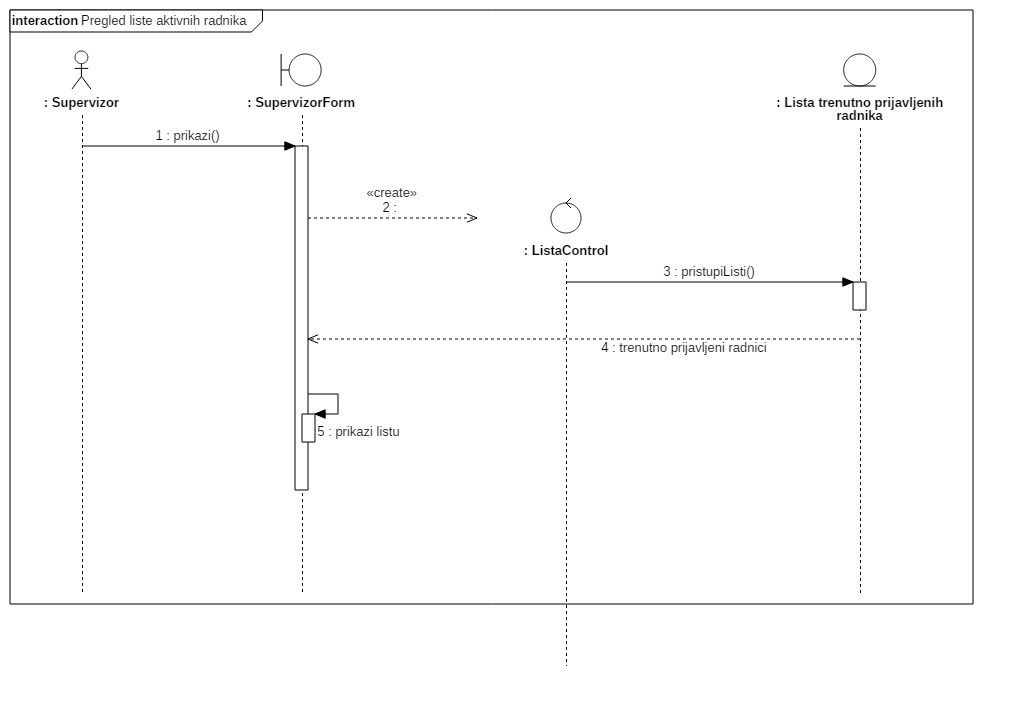 interaction Pregled liste aktivnih radnika
: Supervizor
: SupervizorForm
: Lista trenutno prijavljenih
radnika
1 : prikazi()
«create»
2 :
: ListaControl
3 : pristupiListi()
4 : trenutno prijavljeni radnici
5 : prikazi listu